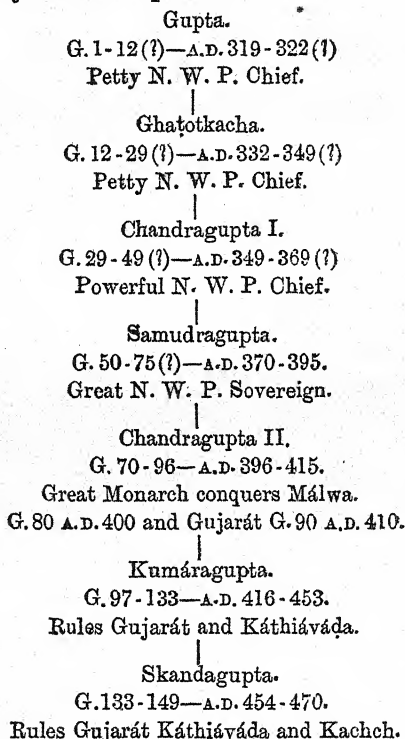 Gupta.
G. 1-12 (?)—A.D. 319-322 (?)
Petty N. W. P. Chief.
Ghaṭotkacha.
G. 12-29 (?)—A.D. 332-349 (?)
Petty N. W. P. Chief.
Chandragupta I.
G. 29-49 (?)—A.D. 349-369 (?)
Powerful N. W. P. Chief.
Samudragupta.
G. 50-75 (?)—A.D. 370-395.
Great N. W. P. Sovereign.
Chandragupta II.
G. 70-96—A.D. 396-415.
Great Monarch conquers Málwa.
G. 80 A.D. 400 and Gujarát G. 90 A.D. 410.
Kumáragupta.
G. 97-133—A.D. 416-453.
Rules Gujarát and Káthiáváḍa.
Skandagupta.
G. 133-149—A.D. 454-470.
Rules Gujarát Káthiáváḍa and Kachch.